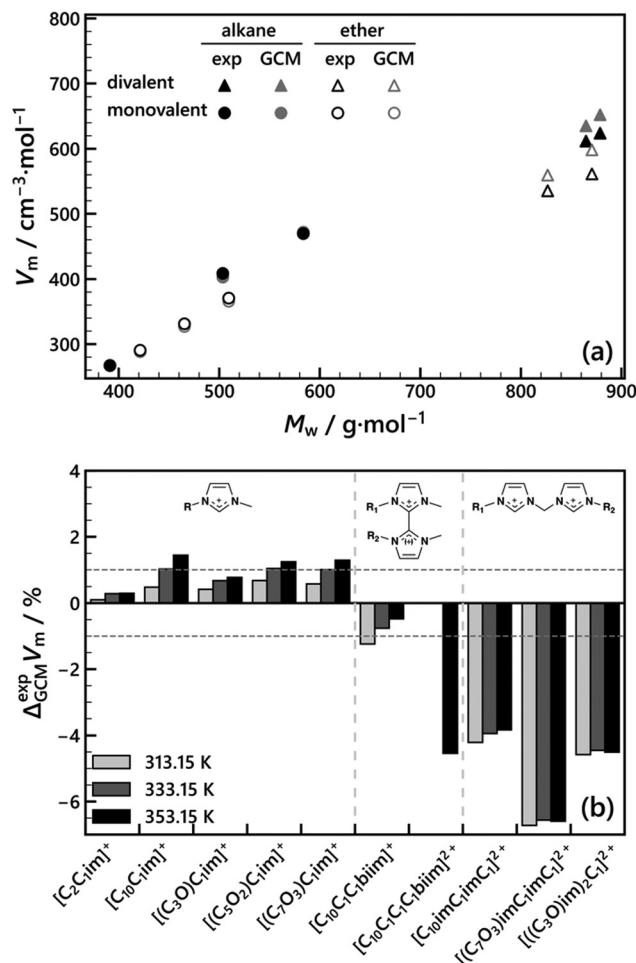 800
700
600
500
400
300
V_m / cm⁻³·mol⁻¹
alkane ether
exp GCM exp GCM
divalent
monovalent
(a)
400 500 600 700 800 900
M_w / g·mol⁻¹
4
2
0
-2
-4
-6
Δ^exp_GCM V_m / %
R N + N
R₁ N + N
R₂ N (+) N
R₁ N + N N + N R₂
313.15 K
333.15 K
353.15 K
(b)
[C₂C₁im]⁺
[C₁₀C₁im]⁺
[(C₃O)C₁im]⁺
[(C₅O₂)C₁im]⁺
[(C₇O₃)C₁im]⁺
[C₁₀C₁C₁biim]⁺
[C₁₀C₁C₁C₁biim]²⁺
[C₁₀imC₁imC₁]²⁺
[(C₇O₃)imC₁imC₁]²⁺
[((C₃O)im)₂C₁]²⁺